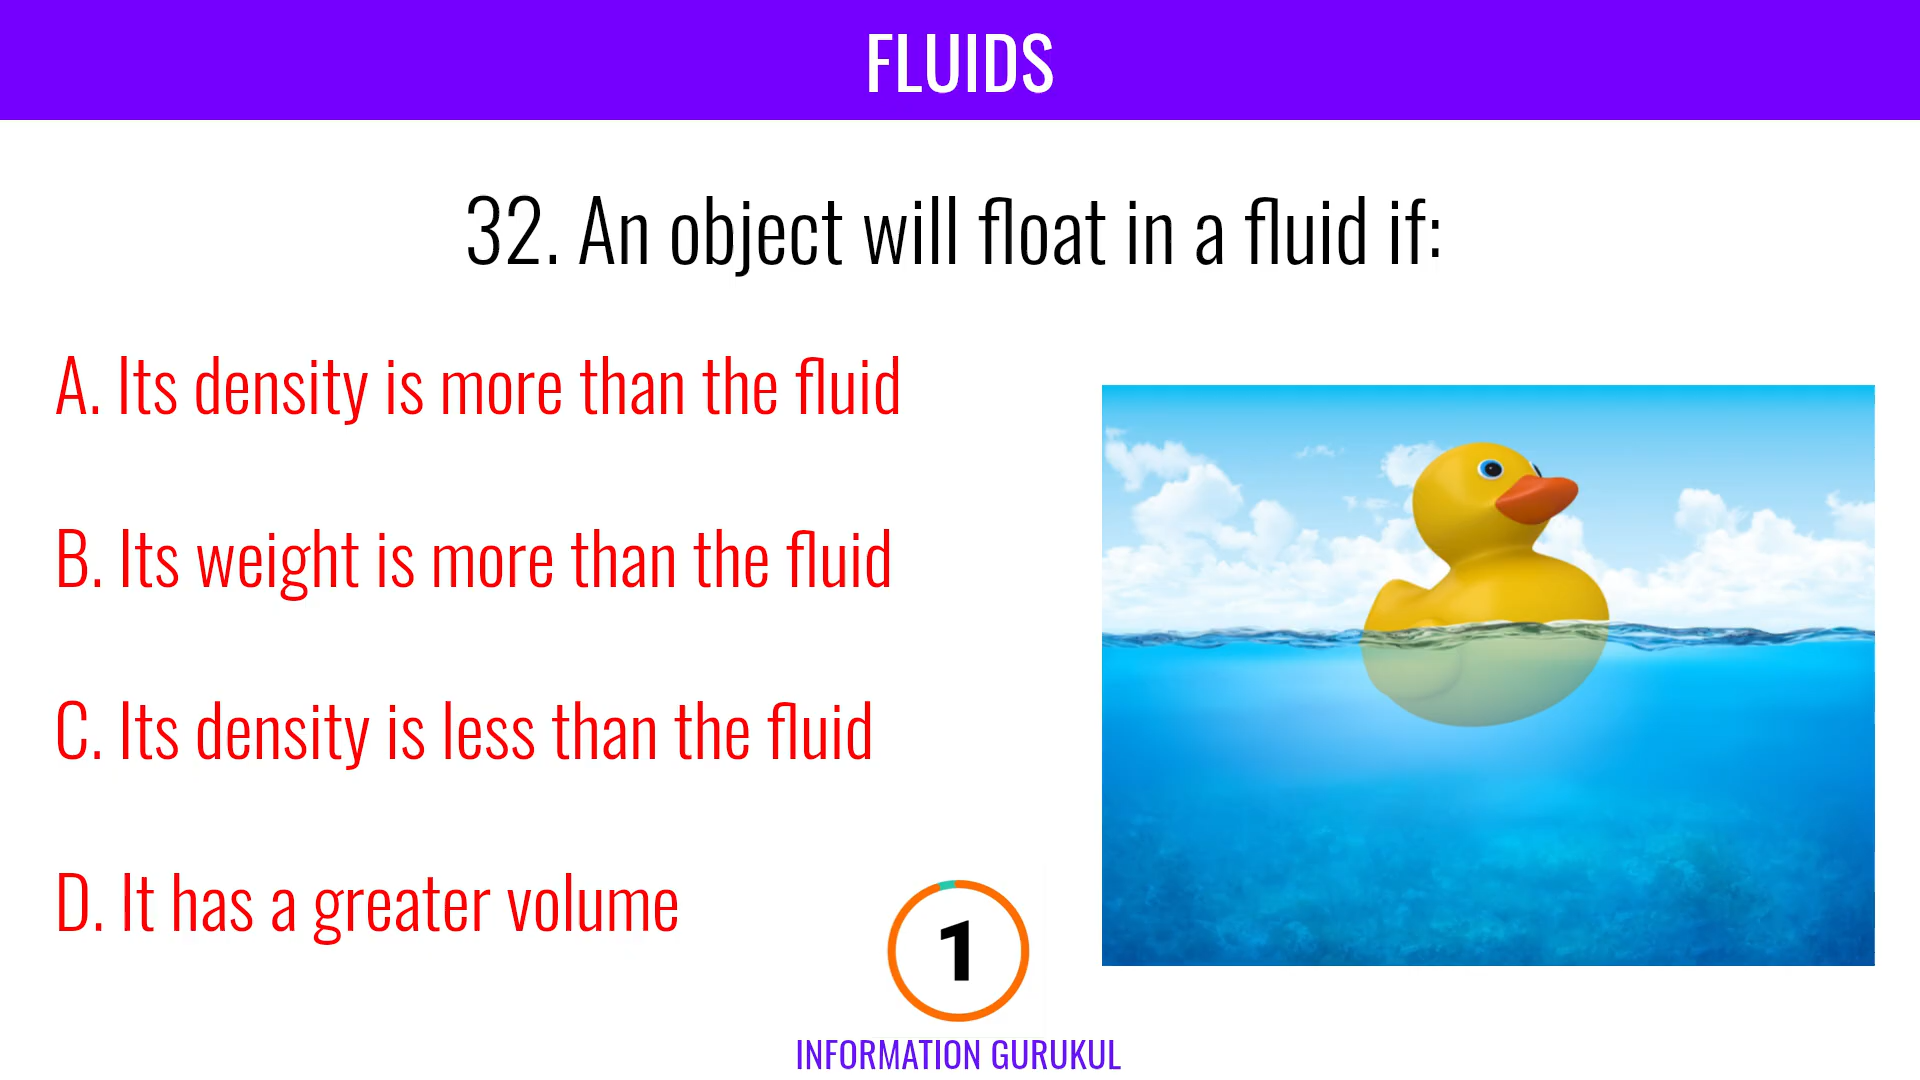 FLUIDS
32. An object will float in a fluid if:
A. Its density is more than the fluid
B. Its weight is more than the fluid
C. Its density is less than the fluid
D. It has a greater volume
1
INFORMATION GURUKUL